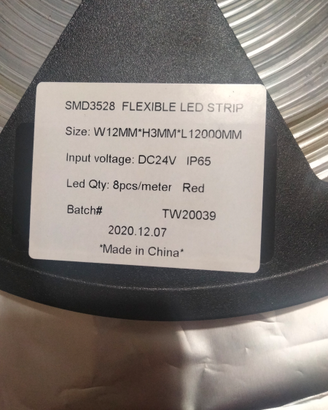 SMD3528 FLEXIBLE LED STRIP
Size: W12MM*H3MM*L12000MM
Input voltage: DC24V IP65
Led Qty: 8pcs/meter Red
Batch# TW20039
2020.12.07
*Made in China*